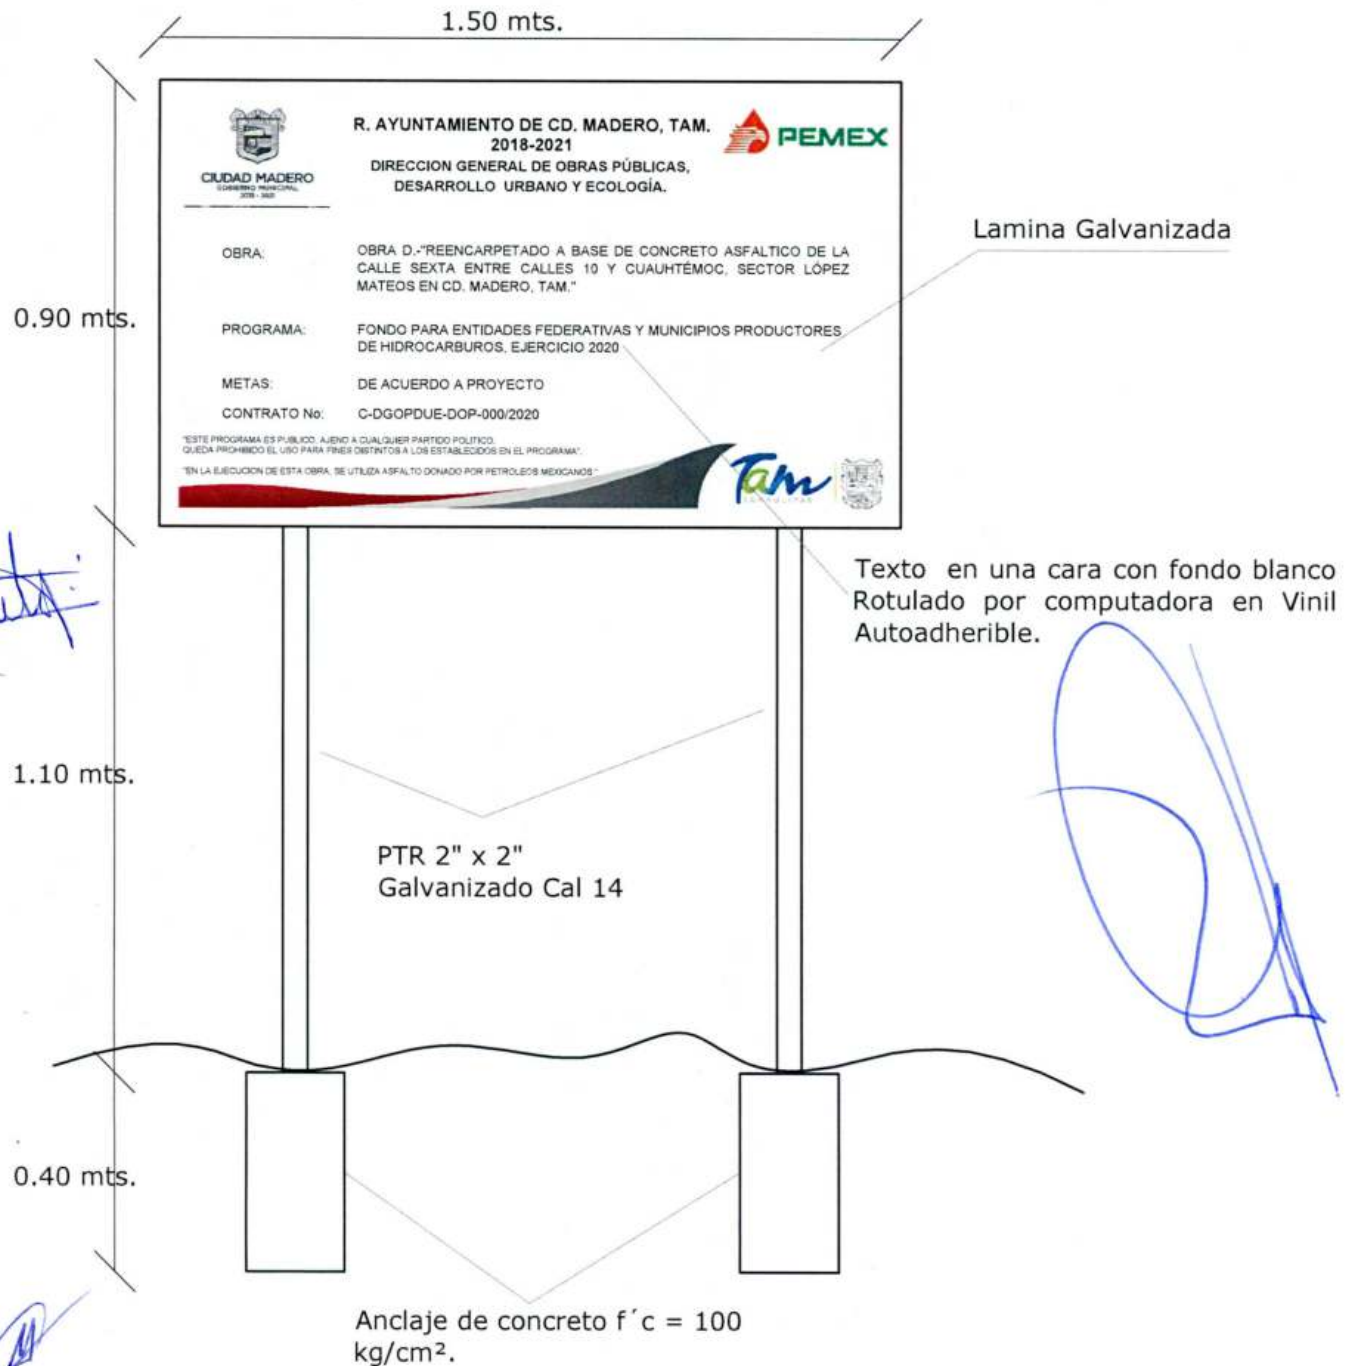 1.50 mts.
R. AYUNTAMIENTO DE CD. MADERO, TAM.
2018-2021
DIRECCION GENERAL DE OBRAS PÚBLICAS,
DESARROLLO URBANO Y ECOLOGÍA.
CIUDAD MADERO
GOBIERNO MUNICIPAL
PEMEX
Lamina Galvanizada
OBRA: OBRA D.-"REENCARPETADO A BASE DE CONCRETO ASFALTICO DE LA
CALLE SEXTA ENTRE CALLES 10 Y CUAUHTÉMOC, SECTOR LÓPEZ
MATEOS EN CD. MADERO, TAM."
0.90 mts.
PROGRAMA: FONDO PARA ENTIDADES FEDERATIVAS Y MUNICIPIOS PRODUCTORES
DE HIDROCARBUROS, EJERCICIO 2020
METAS: DE ACUERDO A PROYECTO
CONTRATO No: C-DGOPDUE-DOP-000/2020
"ESTE PROGRAMA ES PUBLICO, AJENO A CUALQUIER PARTIDO POLITICO.
QUEDA PROHIBIDO EL USO PARA FINES DISTINTOS A LOS ESTABLECIDOS EN EL PROGRAMA".
"EN LA EJECUCION DE ESTA OBRA, SE UTILIZA ASFALTO DONADO POR PETROLEOS MEXICANOS."
Tam
TAMAULIPAS
Texto en una cara con fondo blanco
Rotulado por computadora en Vinil
Autoadherible.
1.10 mts.
PTR 2" x 2"
Galvanizado Cal 14
0.40 mts.
Anclaje de concreto f´c = 100
kg/cm².